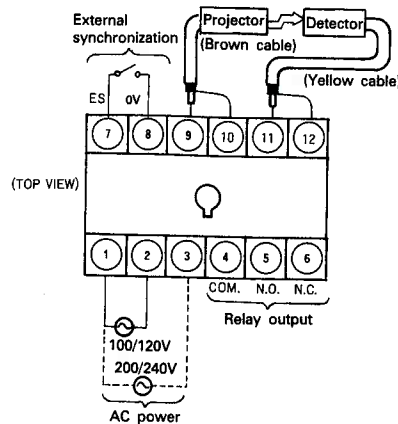 External
synchronization
Projector
Detector
(Brown cable)
(Yellow cable)
ES
0V
7
8
9
10
11
12
(TOP VIEW)
1
2
3
4
5
6
COM.
N.O.
N.C.
Relay output
100/120V
200/240V
AC power